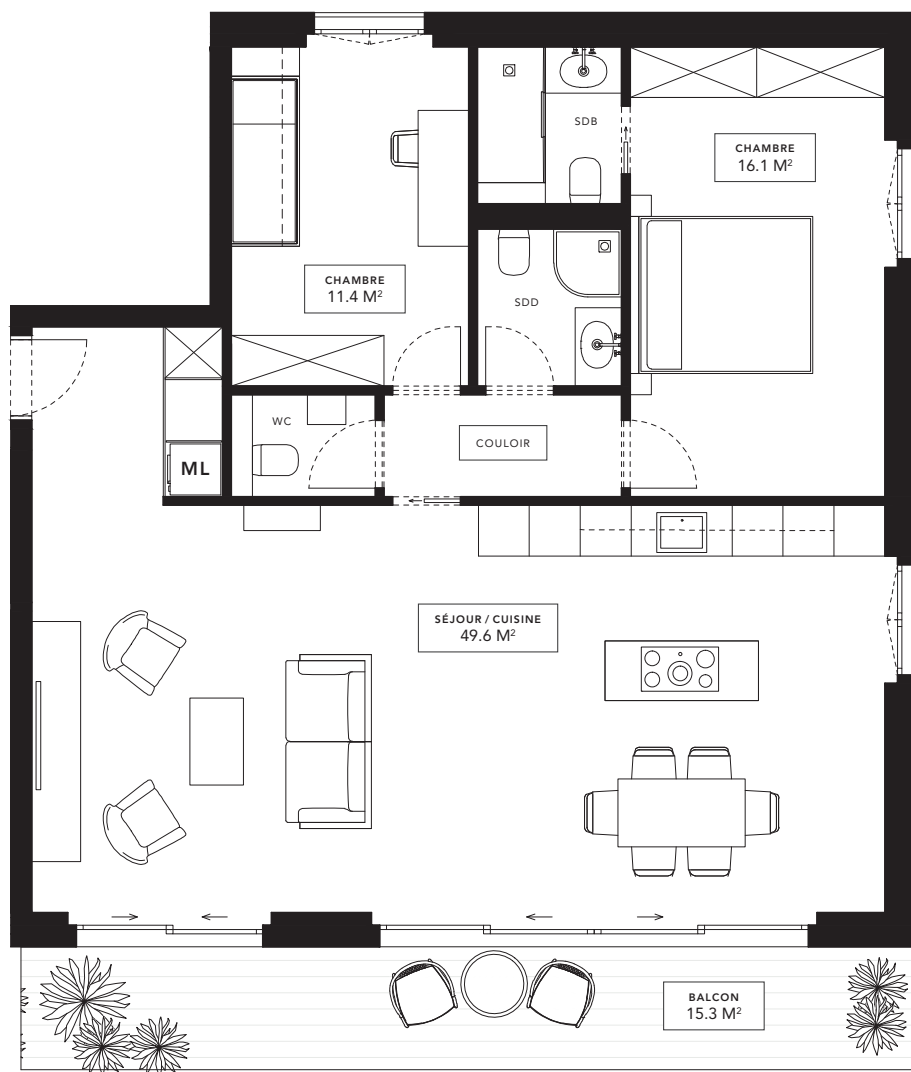 SDB
CHAMBRE
16.1 M²
CHAMBRE
11.4 M²
SDD
WC
COULOIR
ML
SÉJOUR / CUISINE
49.6 M²
BALCON
15.3 M²